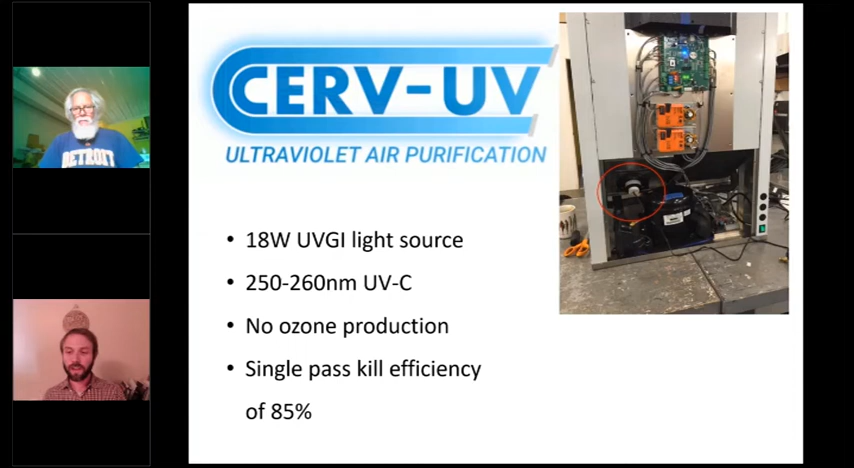 DETROIT
CERV-UV
ULTRAVIOLET AIR PURIFICATION
• 18W UVGI light source
• 250-260nm UV-C
• No ozone production
• Single pass kill efficiency
of 85%